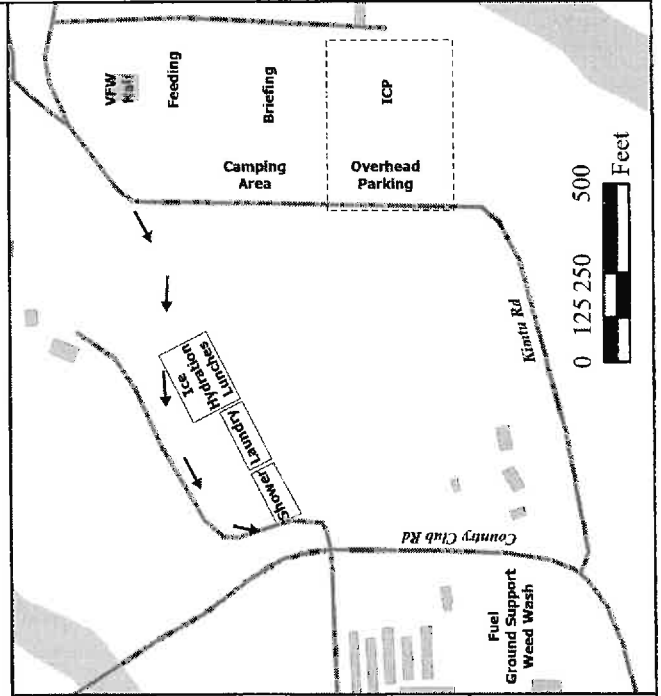 VFW
Hall
Feeding
Briefing
ICP
Camping
Area
Overhead
Parking
Ice
Hydration
Lunches
Laundry
Shower
Kimtu Rd
Country Club Rd
Fuel
Ground Support
Weed Wash
0 125 250 500
Feet